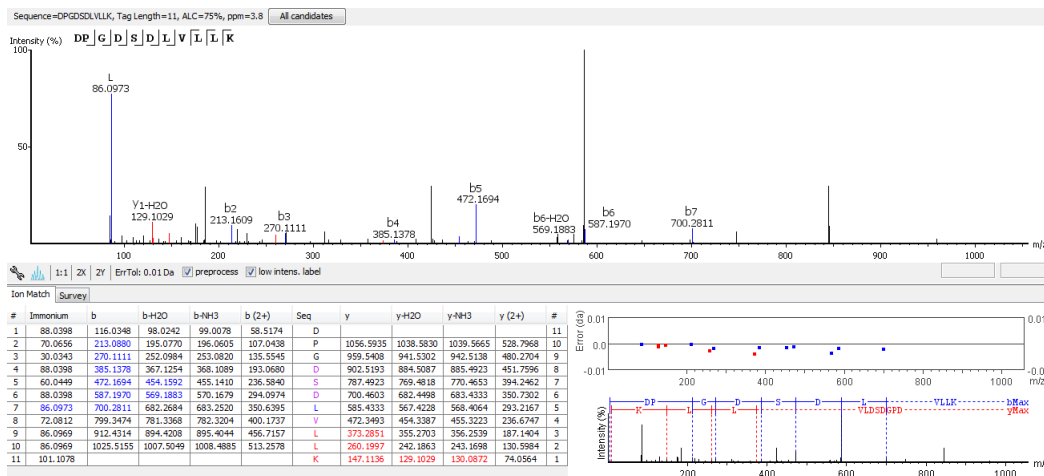 Sequence=DPGDSDLVLLK, Tag Length=11, ALC=75%, ppm=3.8 All candidates
Intensity (%) DP G D S D L V L L K
100
L
86.0973
50
y1-H2O
129.1029
b2
213.1609
b3
270.1111
b4
385.1378
b5
472.1694
b6-H2O
569.1883
b6
587.1970
b7
700.2811
100 200 300 400 500 600 700 800 900 1000 m/z
1:1 2X 2Y ErrTol: 0.01 Da preprocess low intens. label
Ion Match Survey
# Immonium b b-H2O b-NH3 b (2+) Seq y y-H2O y-NH3 y (2+) #
1 88.0398 116.0348 98.0242 99.0078 58.5174 D 11
2 70.0656 213.0880 195.0770 196.0605 107.0438 P 1056.5935 1038.5830 1039.5665 528.7968 10
3 30.0343 270.1111 252.0984 253.0820 135.5545 G 959.5408 941.5302 942.5138 480.2704 9
4 88.0398 385.1378 367.1254 368.1089 193.0680 D 902.5193 884.5087 885.4923 451.7596 8
5 60.0449 472.1694 454.1592 455.1410 236.5840 S 787.4923 769.4818 770.4653 394.2462 7
6 88.0398 587.1970 569.1883 570.1679 294.0974 D 700.4603 682.4498 683.4333 350.7302 6
7 86.0973 700.2811 682.2684 683.2520 350.6395 L 585.4333 567.4228 568.4064 293.2167 5
8 72.0812 799.3474 781.3368 782.3204 400.1737 V 472.3493 454.3387 455.3223 236.6747 4
9 86.0969 912.4314 894.4208 895.4044 456.7157 L 373.2851 355.2703 356.2539 187.1404 3
10 86.0969 1025.5155 1007.5049 1008.4885 513.2578 L 260.1997 242.1863 243.1698 130.5984 2
11 101.1078 K 147.1136 129.1029 130.0872 74.0564 1
Error (da)
0.01 0.01
0.0
-0.01
200 400 600 800 1000 m/z
Intensity (%)
DP G D S D L VLLK bMax
K L L VLDSDGPD yMax
200 400 600 800 1000 m/z